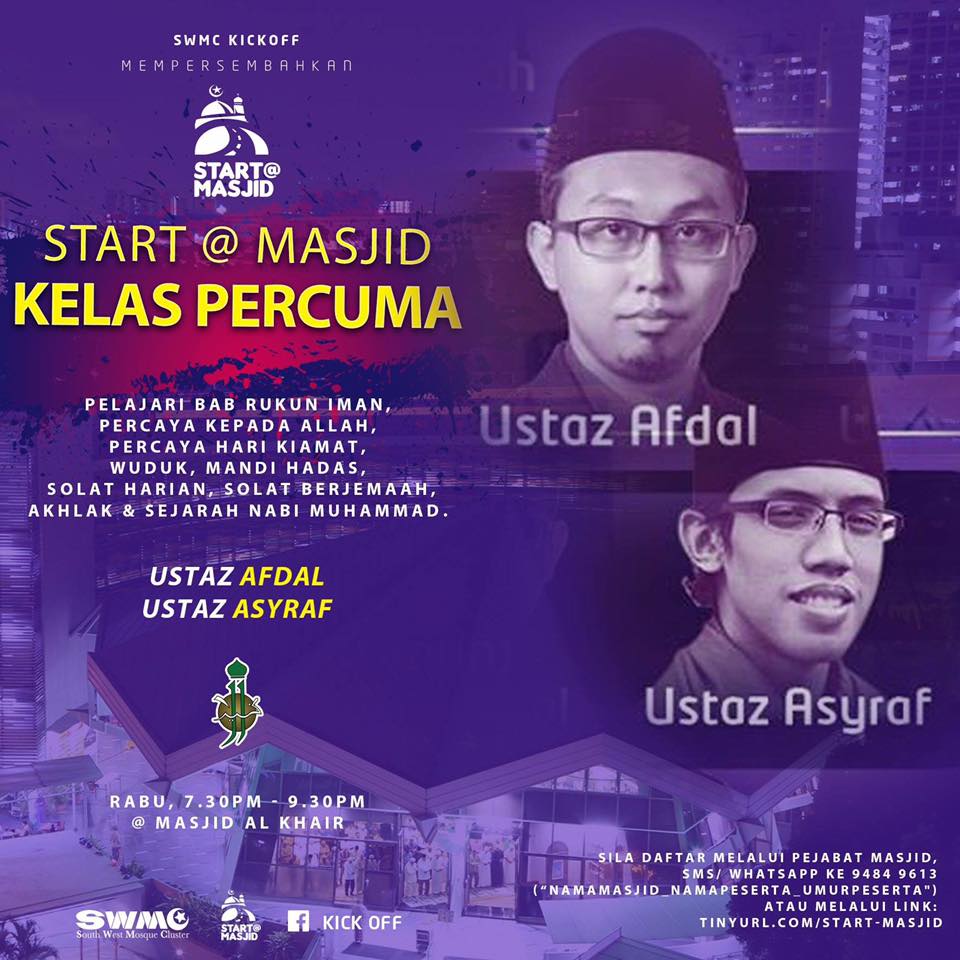 SWMC KICKOFF
MEMPERSEMBAHKAN
START@
MASJID
START @ MASJID
KELAS PERCUMA
PELAJARI BAB RUKUN IMAN,
PERCAYA KEPADA ALLAH,
PERCAYA HARI KIAMAT,
WUDUK, MANDI HADAS,
SOLAT HARIAN, SOLAT BERJEMAAH,
AKHLAK & SEJARAH NABI MUHAMMAD.
USTAZ AFDAL
USTAZ ASYRAF
Ustaz Afdal
Ustaz Asyraf
RABU, 7.30PM - 9.30PM
@ MASJID AL KHAIR
SILA DAFTAR MELALUI PEJABAT MASJID,
SMS/ WHATSAPP KE 9484 9613
("NAMAMASJID_NAMAPESERTA_UMURPESERTA")
ATAU MELALUI LINK:
TINYURL.COM/START-MASJID
SWMC
South West Mosque Cluster
START@
MASJID
KICK OFF